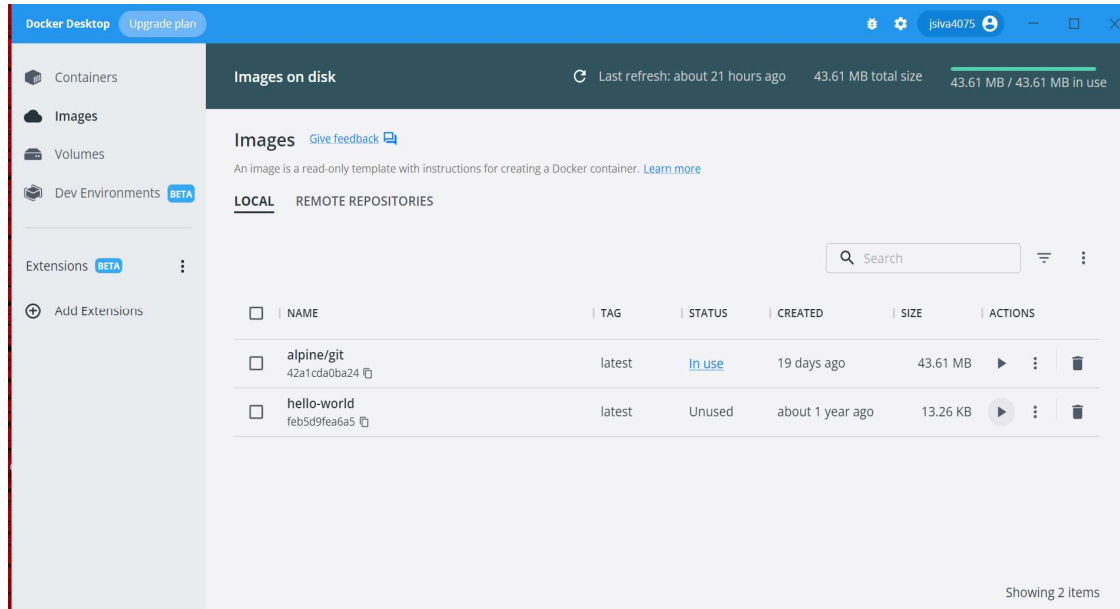 Docker Desktop Upgrade plan jsiva4075
Containers
Images
Volumes
Dev Environments BETA
Extensions BETA
Add Extensions
Images on disk Last refresh: about 21 hours ago 43.61 MB total size 43.61 MB / 43.61 MB in use
Images Give feedback
An image is a read-only template with instructions for creating a Docker container. Learn more
LOCAL REMOTE REPOSITORIES
Search
NAME TAG STATUS CREATED SIZE ACTIONS
alpine/git latest In use 19 days ago 43.61 MB
42a1cda0ba24
hello-world latest Unused about 1 year ago 13.26 KB
feb5d9fea6a5
Showing 2 items